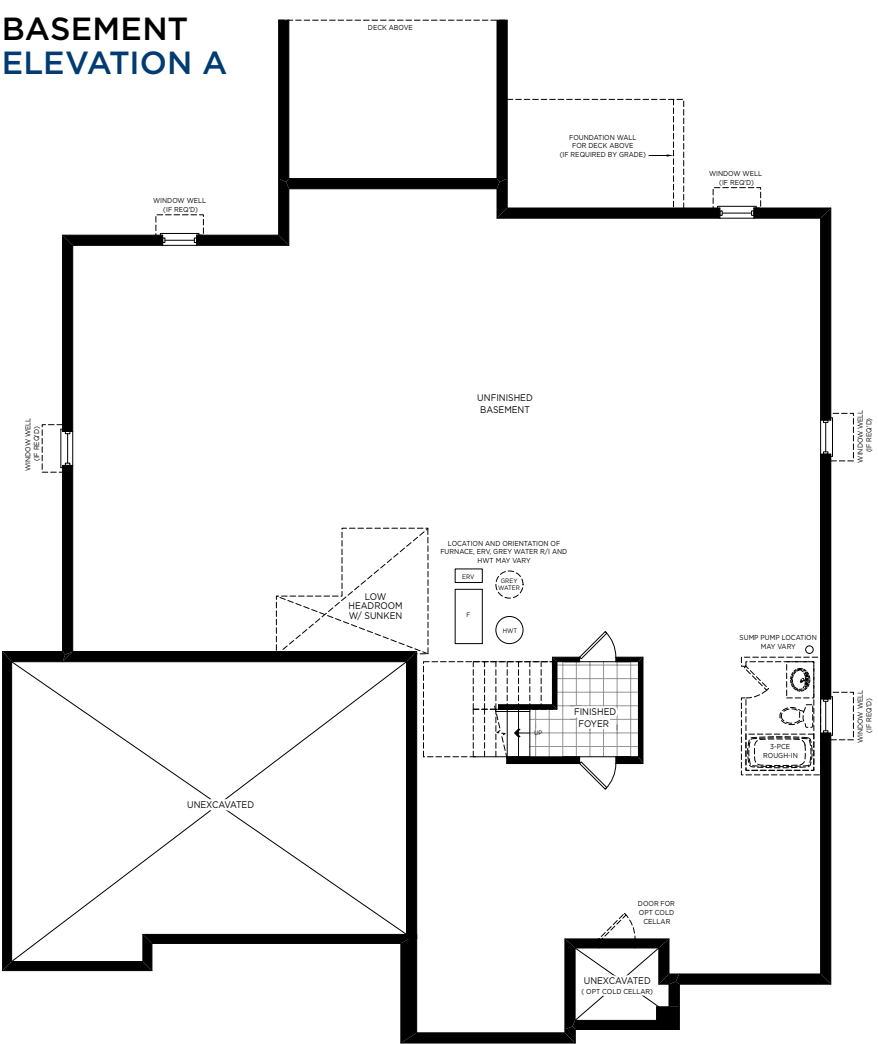 BASEMENT
ELEVATION A
DECK ABOVE
FOUNDATION WALL
FOR DECK ABOVE
(IF REQUIRED BY GRADE)
WINDOW WELL
(IF REQ'D)
WINDOW WELL
(IF REQ'D)
UNFINISHED
BASEMENT
WINDOW WELL
(IF REQ'D)
WINDOW WELL
(IF REQ'D)
LOCATION AND ORIENTATION OF
FURNACE, ERV, GREY WATER R/I AND
HWT MAY VARY
ERV
GREY
WATER
F
HWT
LOW
HEADROOM
W/ SUNKEN
SUMP PUMP LOCATION
MAY VARY
FINISHED
FOYER
UP
WINDOW WELL
(IF REQ'D)
3-PCE
ROUGH-IN
UNEXCAVATED
DOOR FOR
OPT COLD
CELLAR
UNEXCAVATED
( OPT COLD CELLAR)